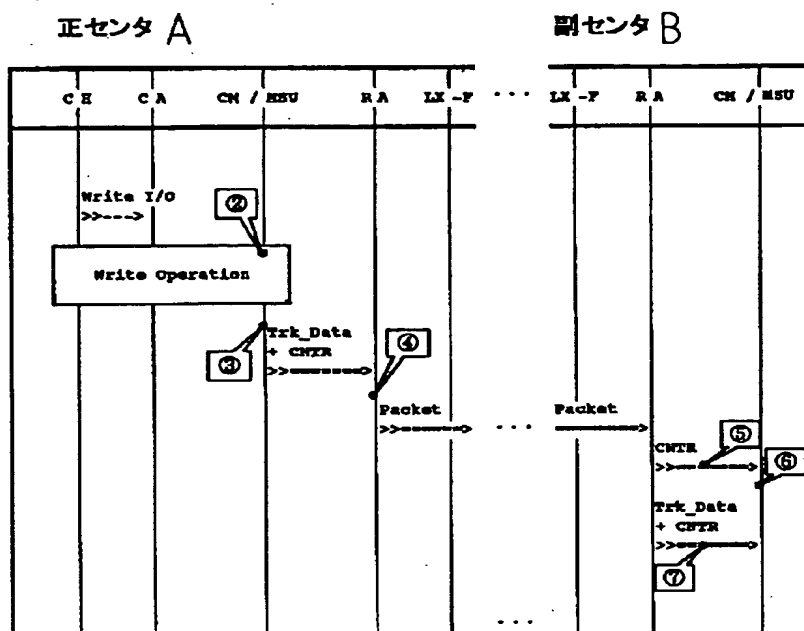 正センタ A
副センタ B
CH CA CM / MSU RA LX-P ... LX-P RA CM / MSU
Write I/O
②
Write Operation
③
Trk_Data
+ CNTR
④
Packet ... Packet
CNTR
⑤
⑥
Trk_Data
+ CNTR
⑦
...